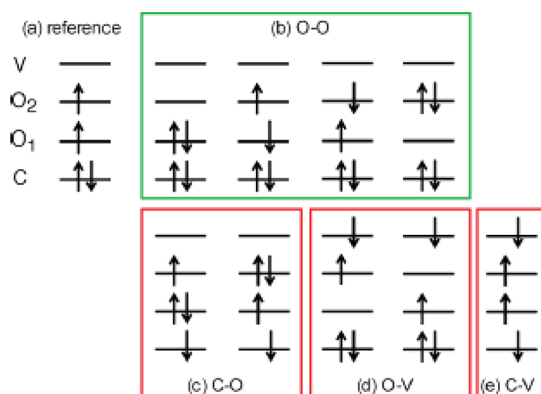 (a) reference
(b) O-O
V
O2
O1
C
(c) C-O
(d) O-V
(e) C-V